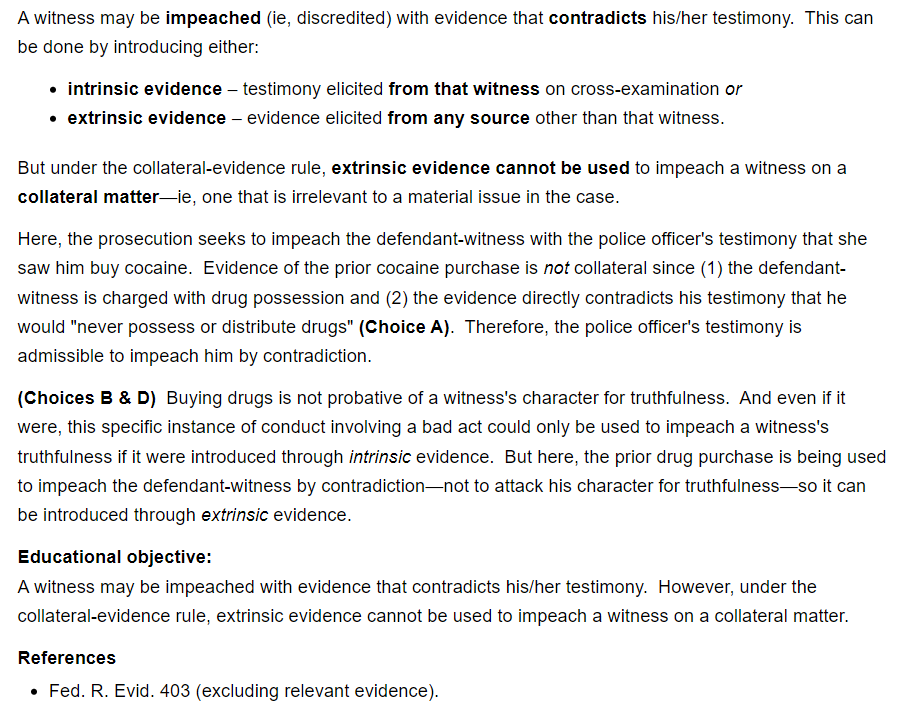 A witness may be impeached (ie, discredited) with evidence that contradicts his/her testimony. This can
be done by introducing either:
• intrinsic evidence – testimony elicited from that witness on cross-examination or
• extrinsic evidence – evidence elicited from any source other than that witness.
But under the collateral-evidence rule, extrinsic evidence cannot be used to impeach a witness on a
collateral matter—ie, one that is irrelevant to a material issue in the case.
Here, the prosecution seeks to impeach the defendant-witness with the police officer's testimony that she
saw him buy cocaine. Evidence of the prior cocaine purchase is not collateral since (1) the defendant-
witness is charged with drug possession and (2) the evidence directly contradicts his testimony that he
would "never possess or distribute drugs" (Choice A). Therefore, the police officer's testimony is
admissible to impeach him by contradiction.
(Choices B & D) Buying drugs is not probative of a witness's character for truthfulness. And even if it
were, this specific instance of conduct involving a bad act could only be used to impeach a witness's
truthfulness if it were introduced through intrinsic evidence. But here, the prior drug purchase is being used
to impeach the defendant-witness by contradiction—not to attack his character for truthfulness—so it can
be introduced through extrinsic evidence.
Educational objective:
A witness may be impeached with evidence that contradicts his/her testimony. However, under the
collateral-evidence rule, extrinsic evidence cannot be used to impeach a witness on a collateral matter.
References
• Fed. R. Evid. 403 (excluding relevant evidence).